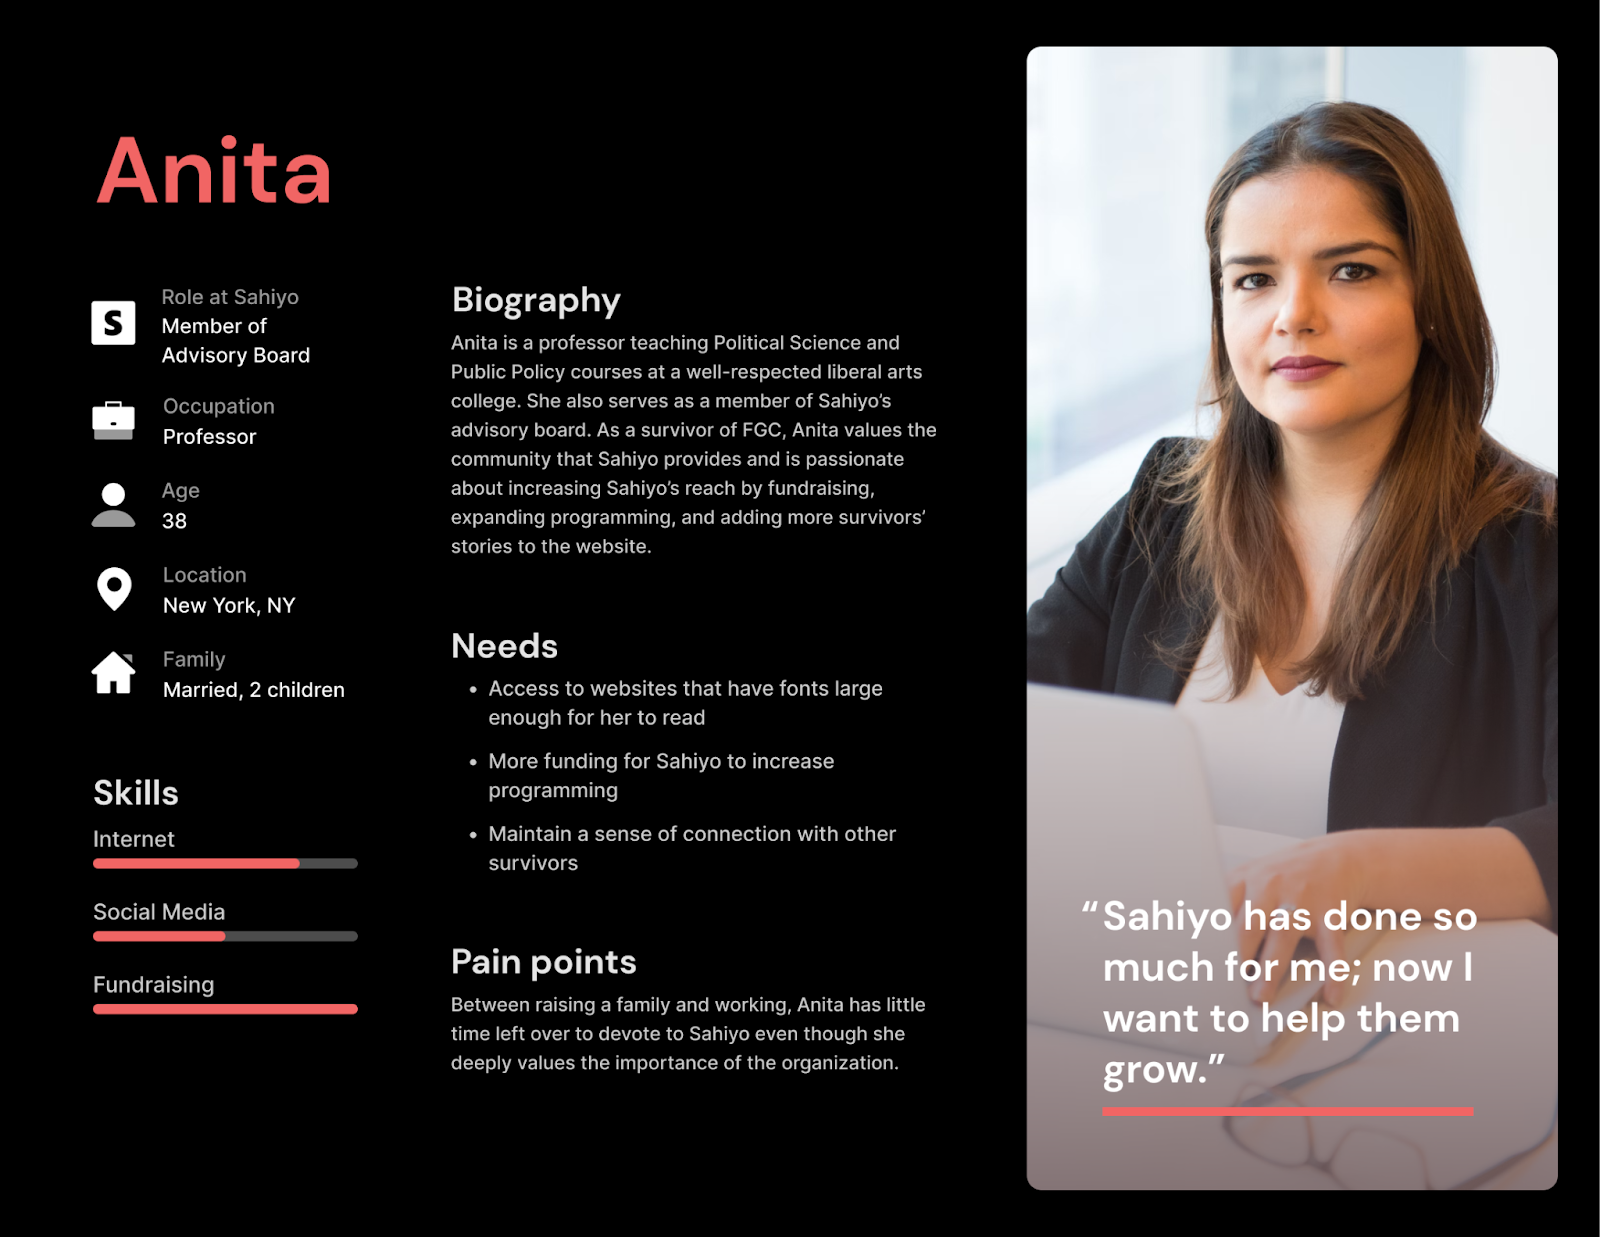 Anita
S
Role at Sahiyo
Member of
Advisory Board
Occupation
Professor
Age
38
Location
New York, NY
Family
Married, 2 children
Skills
Internet
Social Media
Fundraising
Biography
Anita is a professor teaching Political Science and
Public Policy courses at a well-respected liberal arts
college. She also serves as a member of Sahiyo’s
advisory board. As a survivor of FGC, Anita values the
community that Sahiyo provides and is passionate
about increasing Sahiyo’s reach by fundraising,
expanding programming, and adding more survivors’
stories to the website.
Needs
• Access to websites that have fonts large
enough for her to read
• More funding for Sahiyo to increase
programming
• Maintain a sense of connection with other
survivors
Pain points
Between raising a family and working, Anita has little
time left over to devote to Sahiyo even though she
deeply values the importance of the organization.
“Sahiyo has done so
much for me; now I
want to help them
grow.”